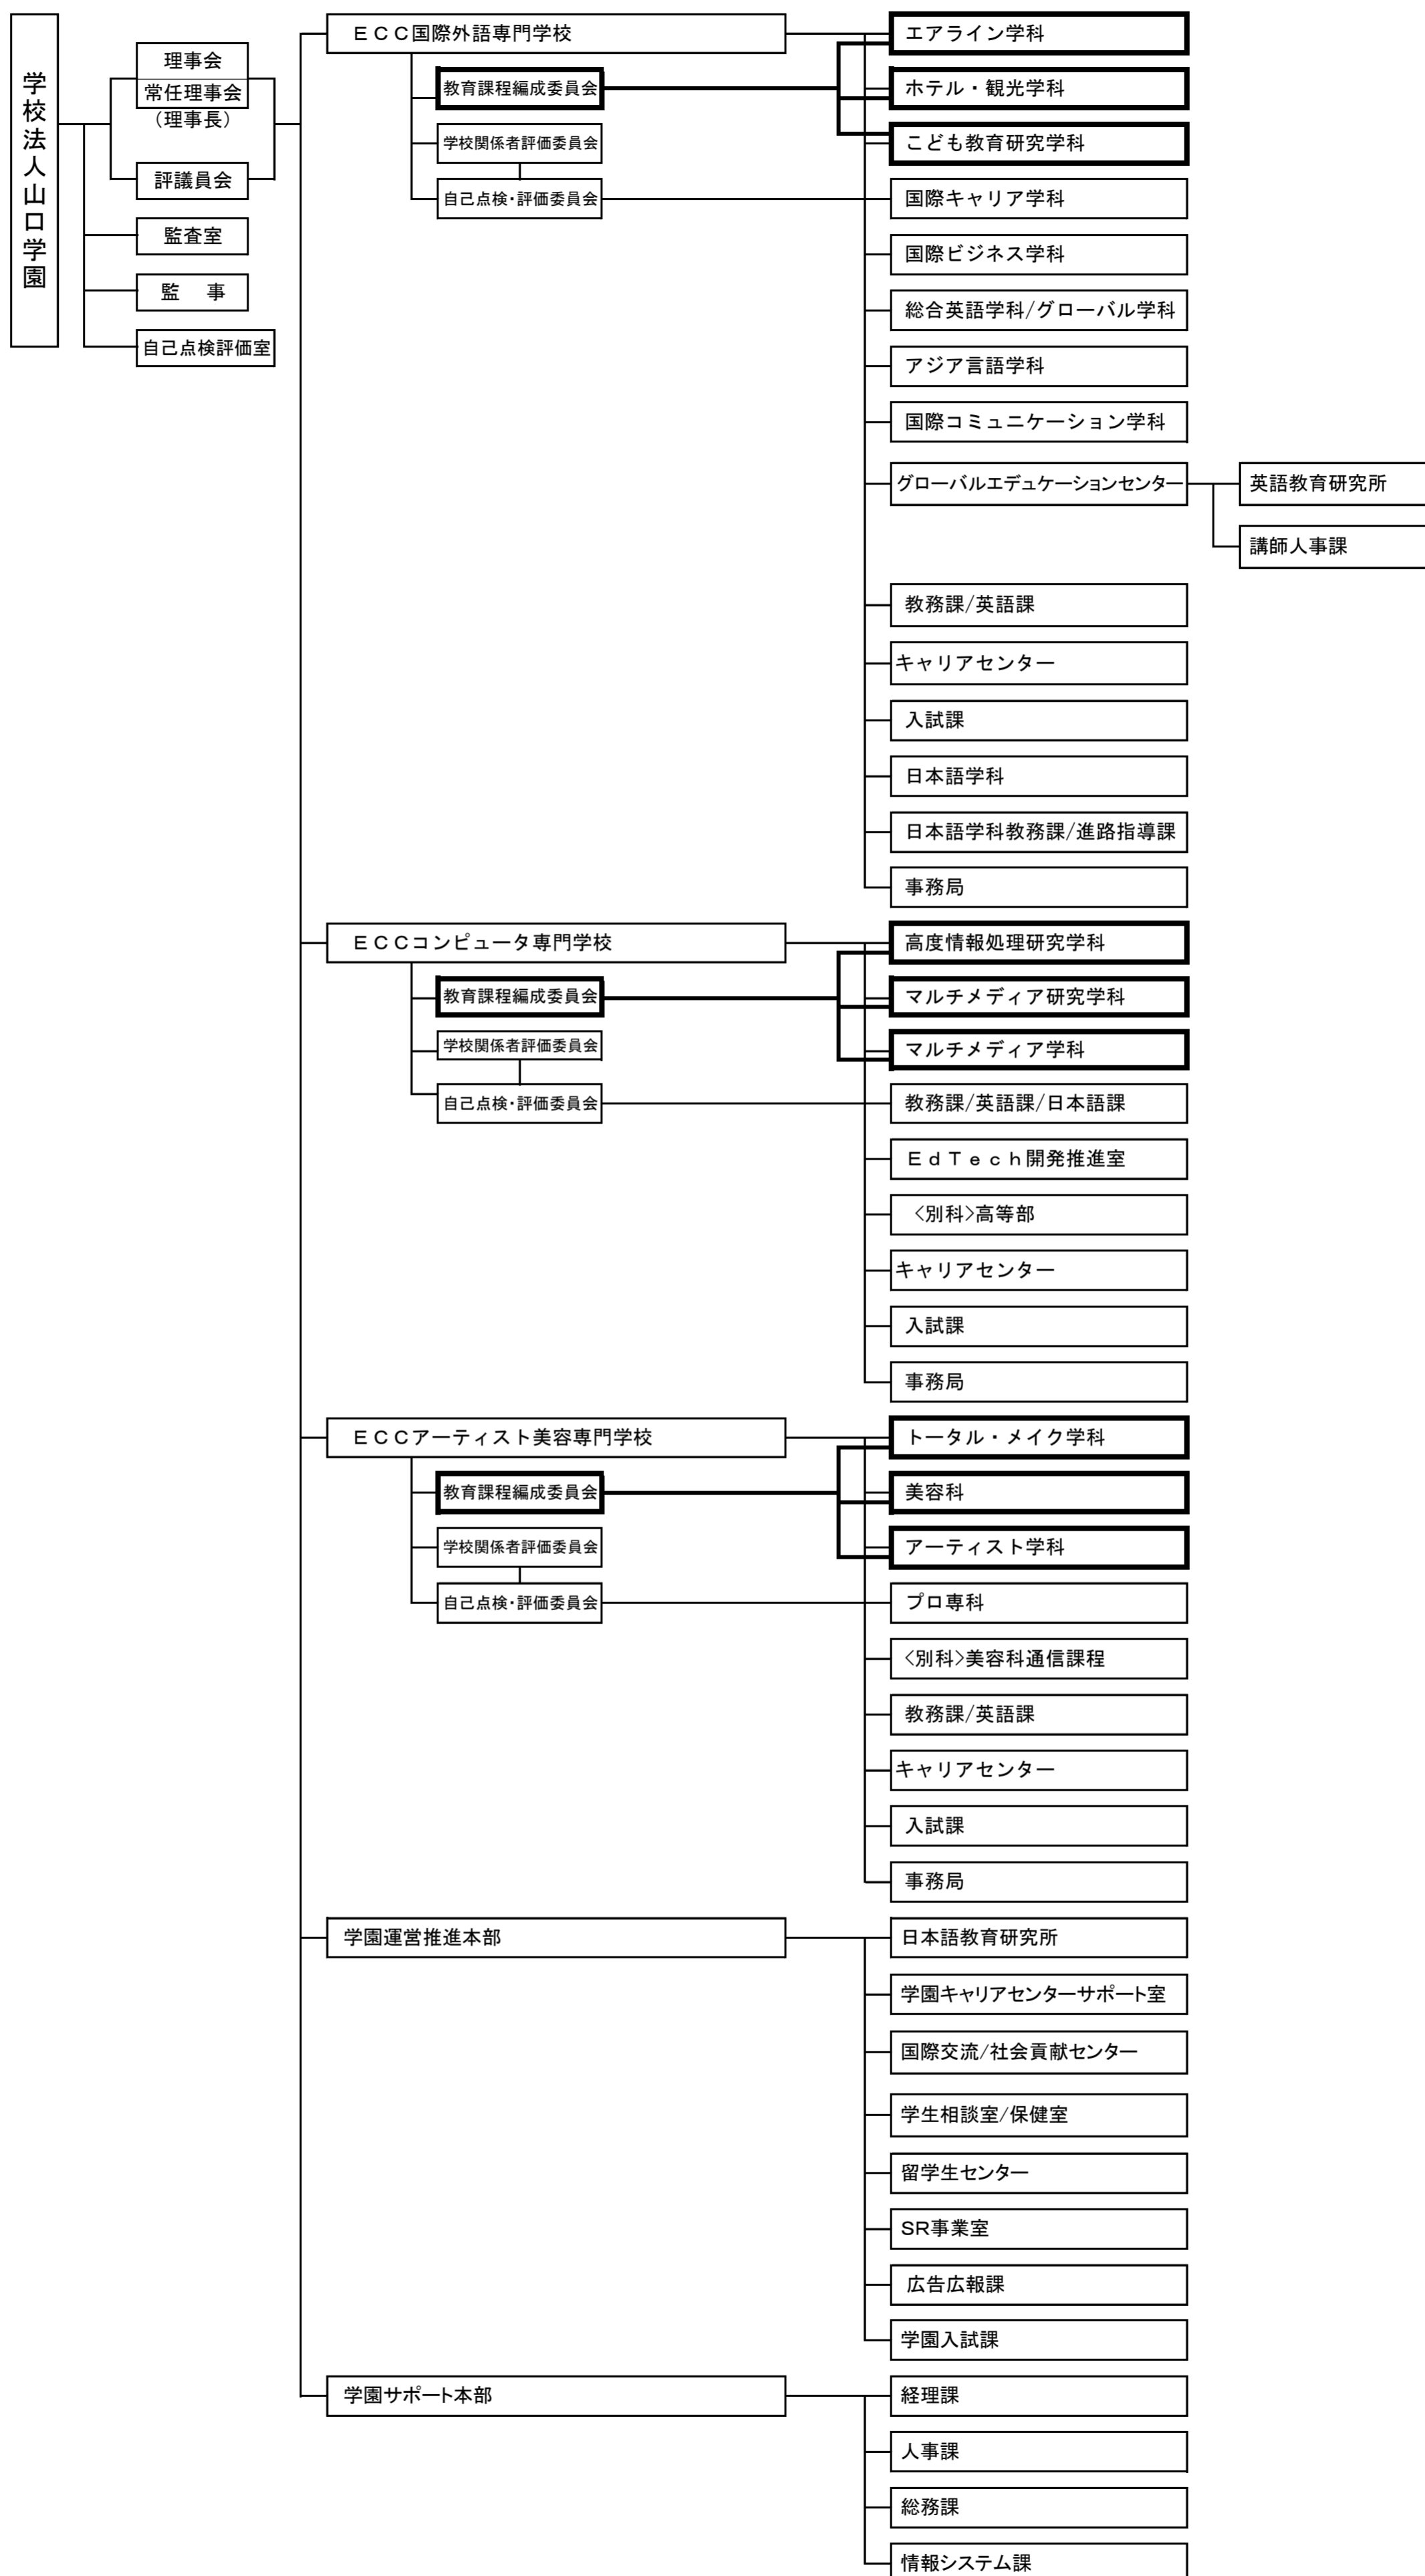 学校法人山口学園
理事会
常任理事会
（理事長）
評議員会
監査室
監　事
自己点検評価室
ＥＣＣ国際外語専門学校
教育課程編成委員会
学校関係者評価委員会
自己点検・評価委員会
エアライン学科
ホテル・観光学科
こども教育研究学科
国際キャリア学科
国際ビジネス学科
総合英語学科/グローバル学科
アジア言語学科
国際コミュニケーション学科
グローバルエデュケーションセンター
英語教育研究所
講師人事課
教務課/英語課
キャリアセンター
入試課
日本語学科
日本語学科教務課/進路指導課
事務局
ＥＣＣコンピュータ専門学校
教育課程編成委員会
学校関係者評価委員会
自己点検・評価委員会
高度情報処理研究学科
マルチメディア研究学科
マルチメディア学科
教務課/英語課/日本語課
ＥｄＴｅｃｈ開発推進室
〈別科〉高等部
キャリアセンター
入試課
事務局
ＥＣＣアーティスト美容専門学校
教育課程編成委員会
学校関係者評価委員会
自己点検・評価委員会
トータル・メイク学科
美容科
アーティスト学科
プロ専科
〈別科〉美容科通信課程
教務課/英語課
キャリアセンター
入試課
事務局
学園運営推進本部
日本語教育研究所
学園キャリアセンターサポート室
国際交流/社会貢献センター
学生相談室/保健室
留学生センター
SR事業室
広告広報課
学園入試課
学園サポート本部
経理課
人事課
総務課
情報システム課